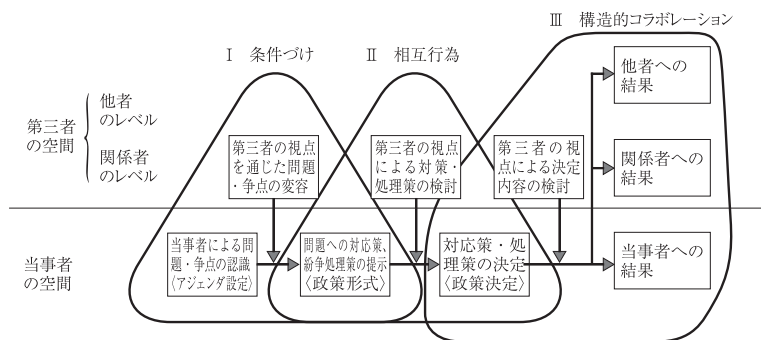 Ⅲ 構造的コラボレーション
Ⅰ 条件づけ
Ⅱ 相互行為
第三者
の空間
他者
のレベル
関係者
のレベル
第三者の視点
を通じた問題
・争点の変容
第三者の視点
による対策・
処理策の検討
第三者の視
点による決定
内容の検討
他者への
結果
関係者への
結果
当事者
の空間
当事者による問
題・争点の認識
〈アジェンダ設定〉
問題への対応策、
紛争処理策の提示
〈政策形式〉
対応策・処
理策の決定
〈政策決定〉
当事者への
結果